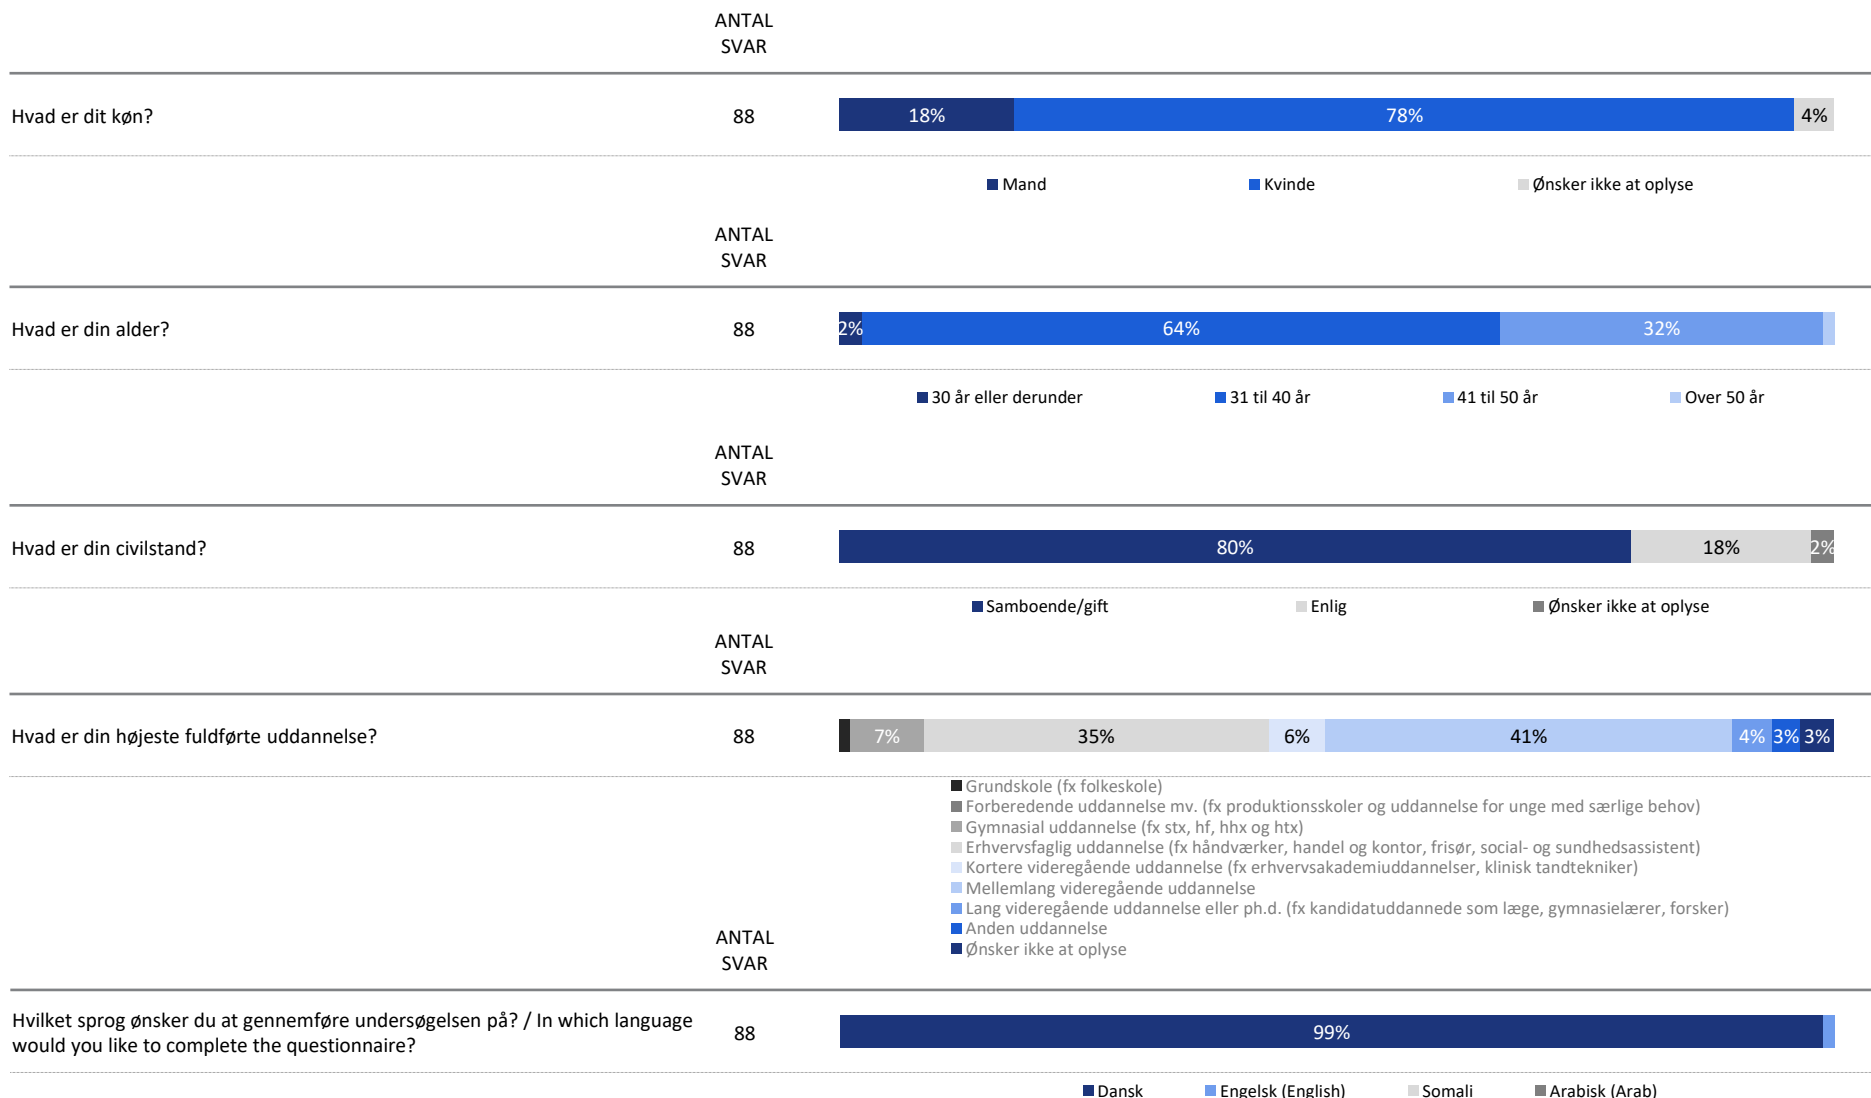 ANTAL
SVAR
Hvad er dit køn?
88
18%
78%
4%
Mand
Kvinde
Ønsker ikke at oplyse
ANTAL
SVAR
Hvad er din alder?
88
2%
64%
32%
30 år eller derunder
31 til 40 år
41 til 50 år
Over 50 år
ANTAL
SVAR
Hvad er din civilstand?
88
80%
18%
2%
Samboende/gift
Enlig
Ønsker ikke at oplyse
ANTAL
SVAR
Hvad er din højeste fuldførte uddannelse?
88
7%
35%
6%
41%
4%
3%
3%
Grundskole (fx folkeskole)
Forberedende uddannelse mv. (fx produktionsskoler og uddannelse for unge med særlige behov)
Gymnasial uddannelse (fx stx, hf, hhx og htx)
Erhvervsfaglig uddannelse (fx håndværker, handel og kontor, frisør, social- og sundhedsassistent)
Kortere videregående uddannelse (fx erhvervsakademiuddannelser, klinisk tandtekniker)
Mellemlang videregående uddannelse
Lang videregående uddannelse eller ph.d. (fx kandidatuddannede som læge, gymnasielærer, forsker)
Anden uddannelse
Ønsker ikke at oplyse
ANTAL
SVAR
Hvilket sprog ønsker du at gennemføre undersøgelsen på? / In which language
would you like to complete the questionnaire?
88
99%
Dansk
Engelsk (English)
Somali
Arabisk (Arab)